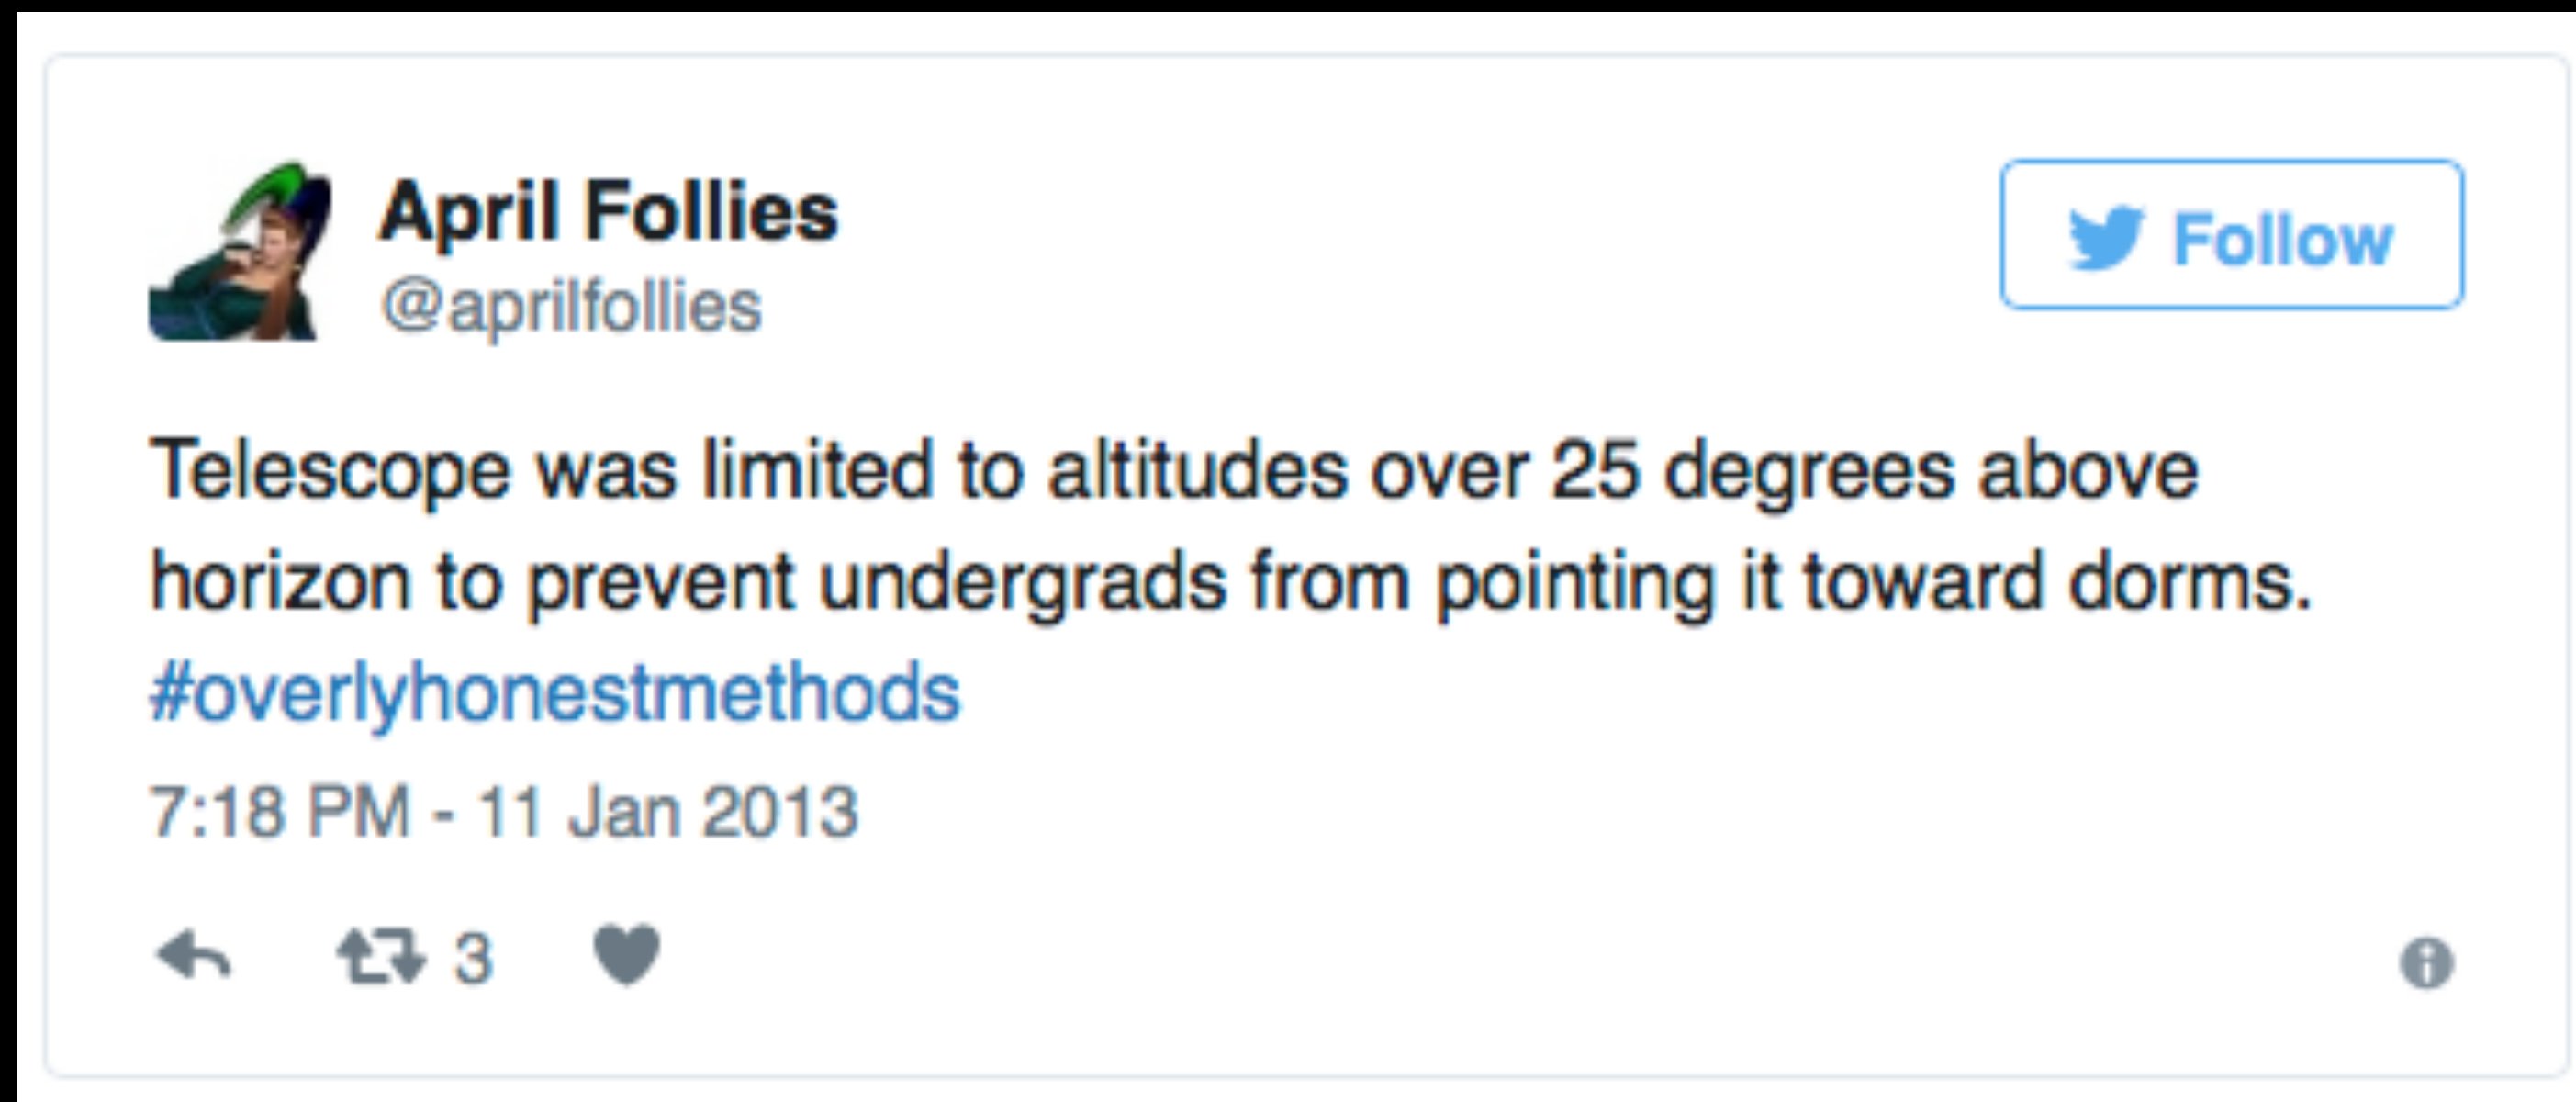 April Follies
@aprilfollies
Follow
Telescope was limited to altitudes over 25 degrees above
horizon to prevent undergrads from pointing it toward dorms.
#overlyhonestmethods
7:18 PM - 11 Jan 2013
3